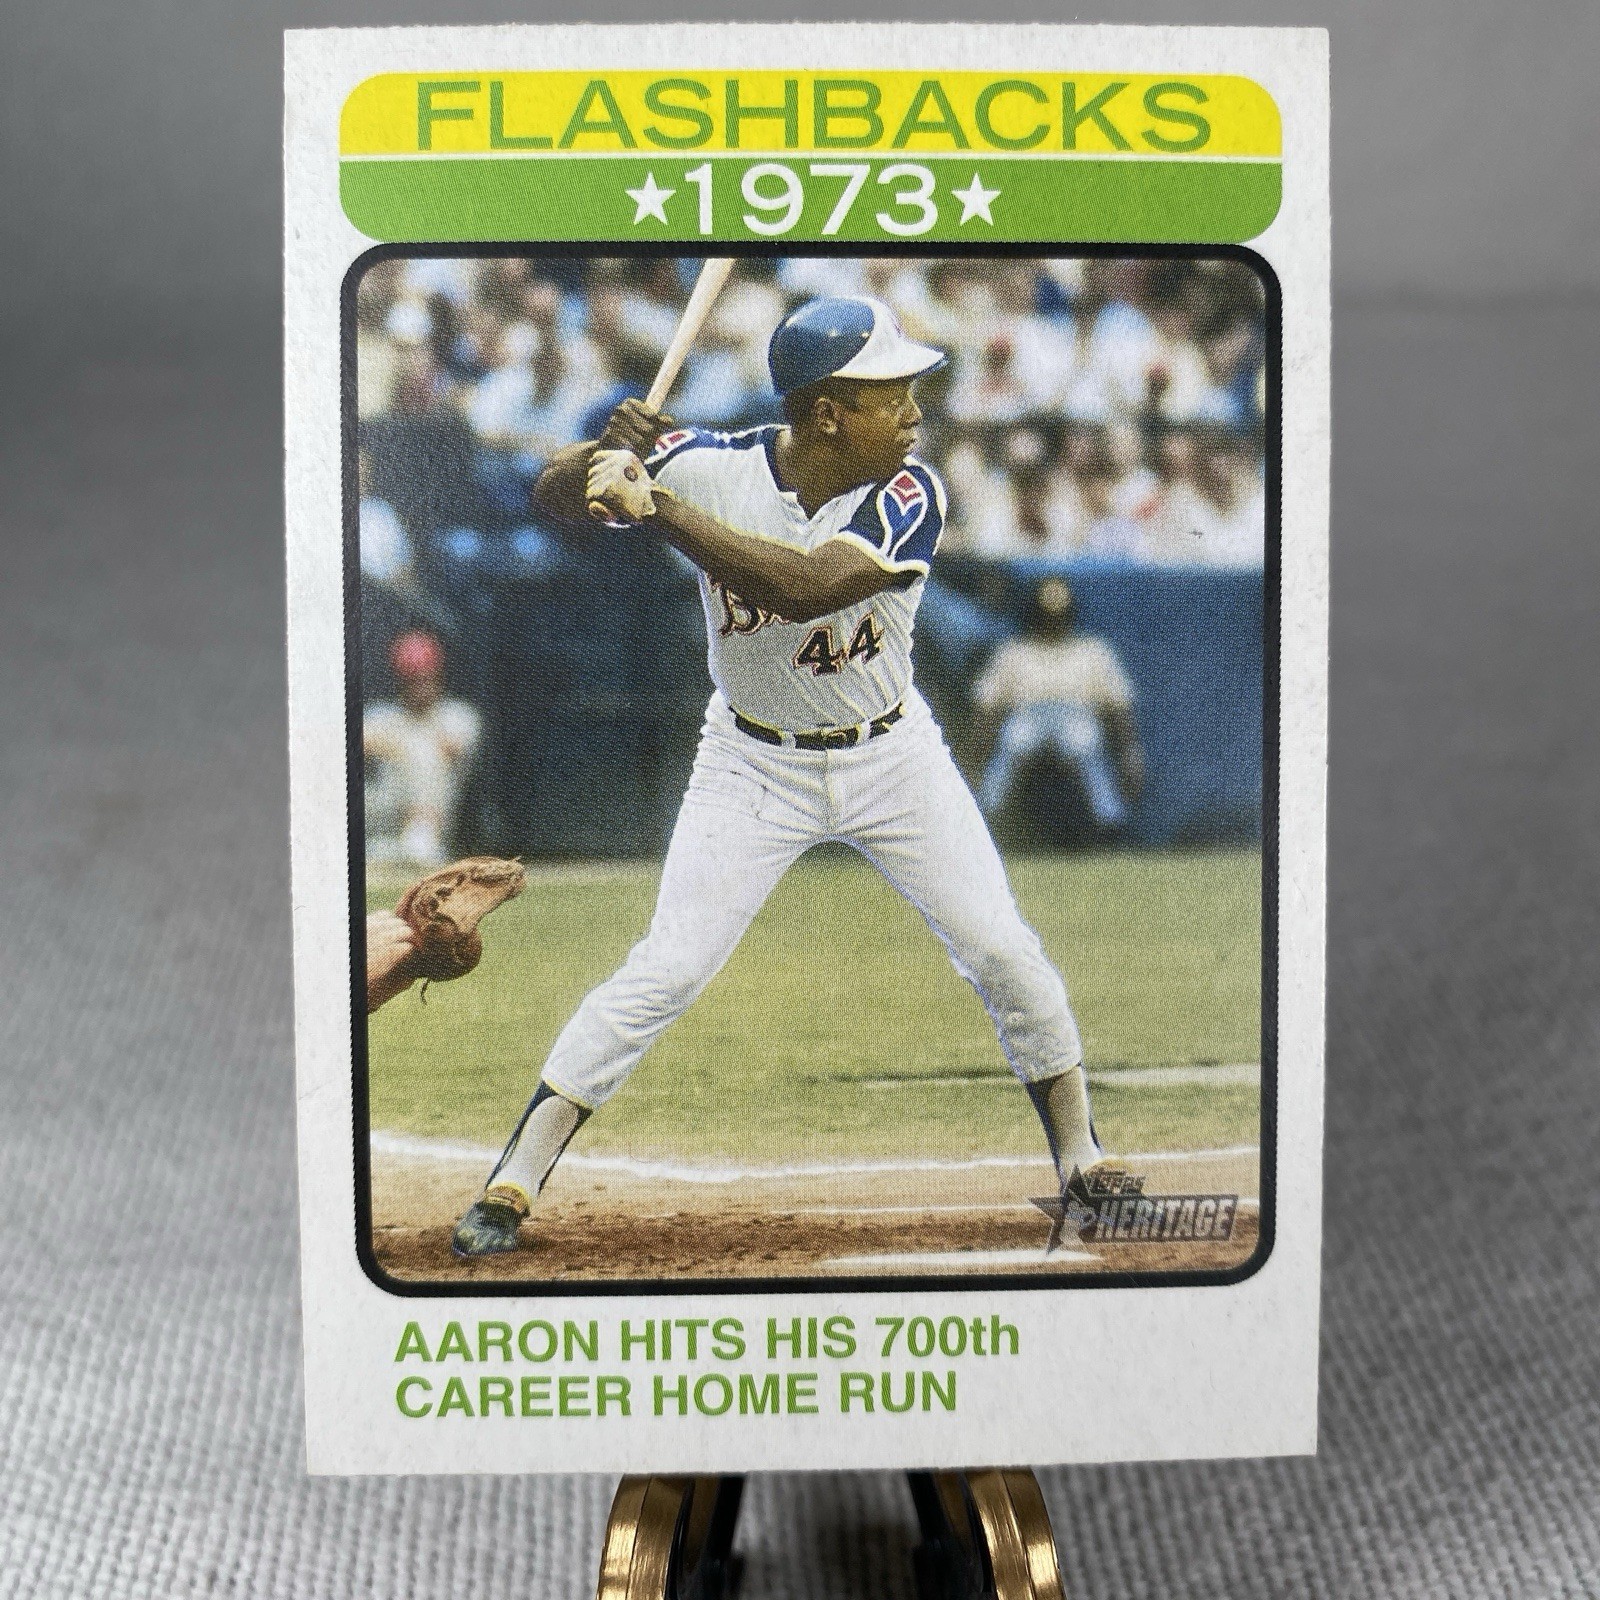 FLASHBACKS
★1973★
44
Topps
HERITAGE
AARON HITS HIS 700th
CAREER HOME RUN